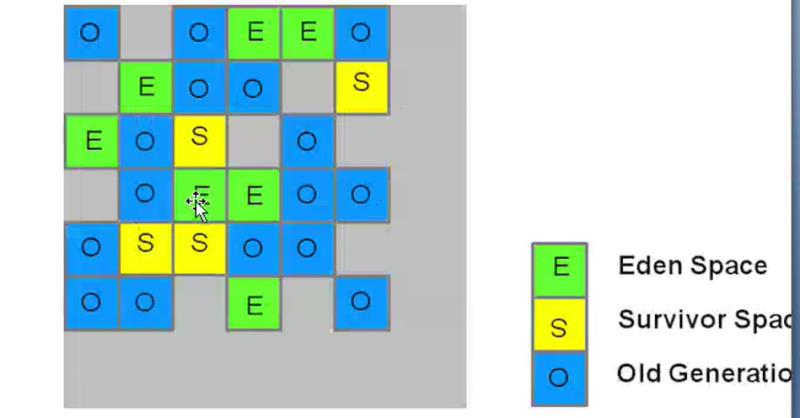 O O E E O
E O O S
E O S O
O E E O O
O S S O O
O O E O
E Eden Space
S Survivor Spac
O Old Generatio